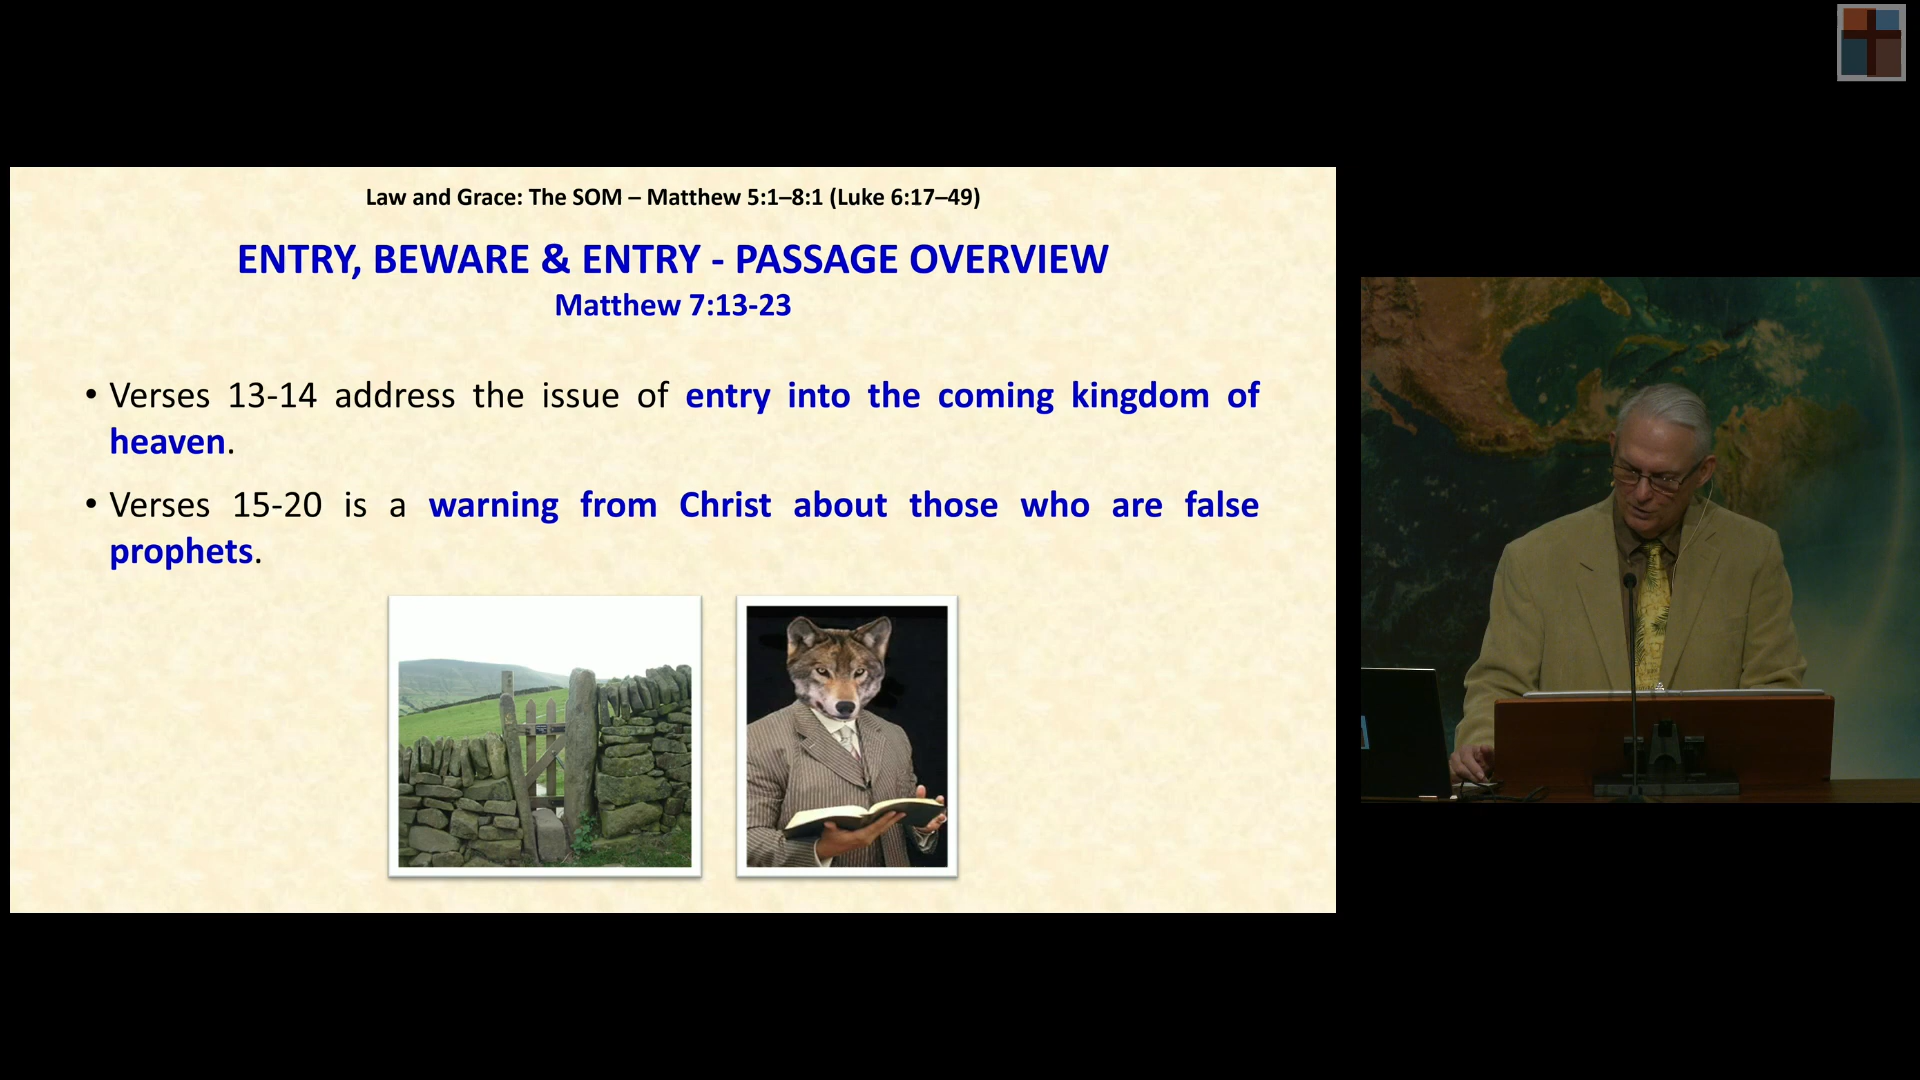 Law and Grace: The SOM – Matthew 5:1–8:1 (Luke 6:17–49)
ENTRY, BEWARE & ENTRY - PASSAGE OVERVIEW
Matthew 7:13-23
• Verses 13-14 address the issue of entry into the coming kingdom of
heaven.
• Verses 15-20 is a warning from Christ about those who are false
prophets.